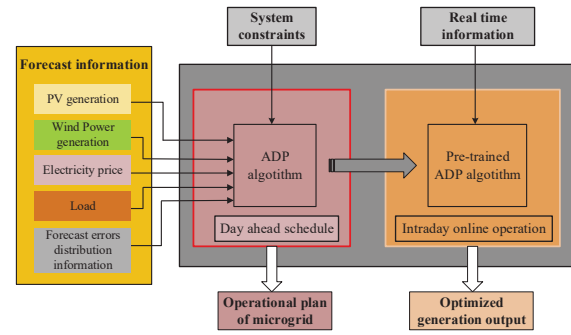 System
constraints
Real time
information
Forecast information
PV generation
Wind Power
generation
Electricity price
Load
Forecast errors
distribution
information
ADP
algotithm
Day ahead schedule
Pre-trained
ADP algotithm
Intraday online operation
Operational plan
of microgrid
Optimized
generation output